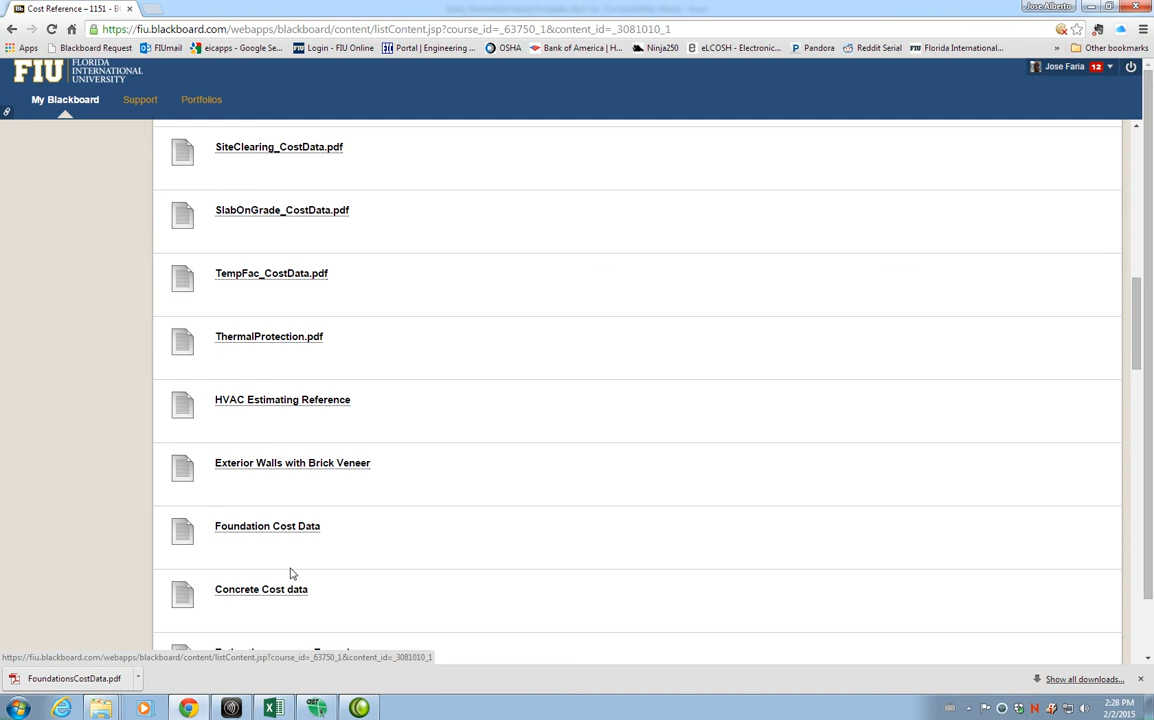 Jose Alberto
Cost Reference – 1151 - B
https://fiu.blackboard.com/webapps/blackboard/content/listContent.jsp?course_id=_63750_1&content_id=_3081010_1
Apps Blackboard Request FIUmail eicapps - Google Se... Login - FIU Online Portal | Engineering ... OSHA Bank of America | H... Ninja250 eLCOSH - Electronic... Pandora Reddit Serial Florida International... » Other bookmarks
FIU FLORIDA INTERNATIONAL UNIVERSITY
Jose Faria 12
My Blackboard Support Portfolios
SiteClearing_CostData.pdf
SlabOnGrade_CostData.pdf
TempFac_CostData.pdf
ThermalProtection.pdf
HVAC Estimating Reference
Exterior Walls with Brick Veneer
Foundation Cost Data
Concrete Cost data
https://fiu.blackboard.com/webapps/blackboard/content/listContent.jsp?course_id=_63750_1&content_id=_3081010_1
FoundationsCostData.pdf
Show all downloads...
2:28 PM
2/2/2015